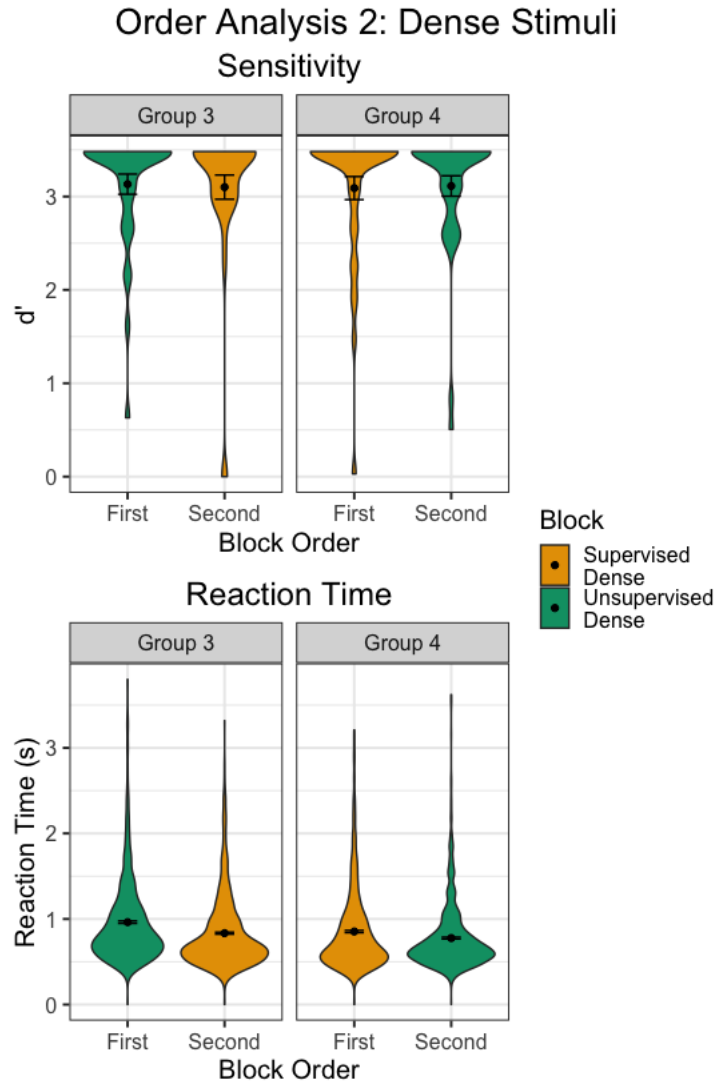 Order Analysis 2: Dense Stimuli
Sensitivity
Group 3
Group 4
d'
3
2
1
0
First
Second
First
Second
Block Order
Block
Supervised
Dense
Unsupervised
Dense
Reaction Time
Group 3
Group 4
Reaction Time (s)
3
2
1
0
First
Second
First
Second
Block Order